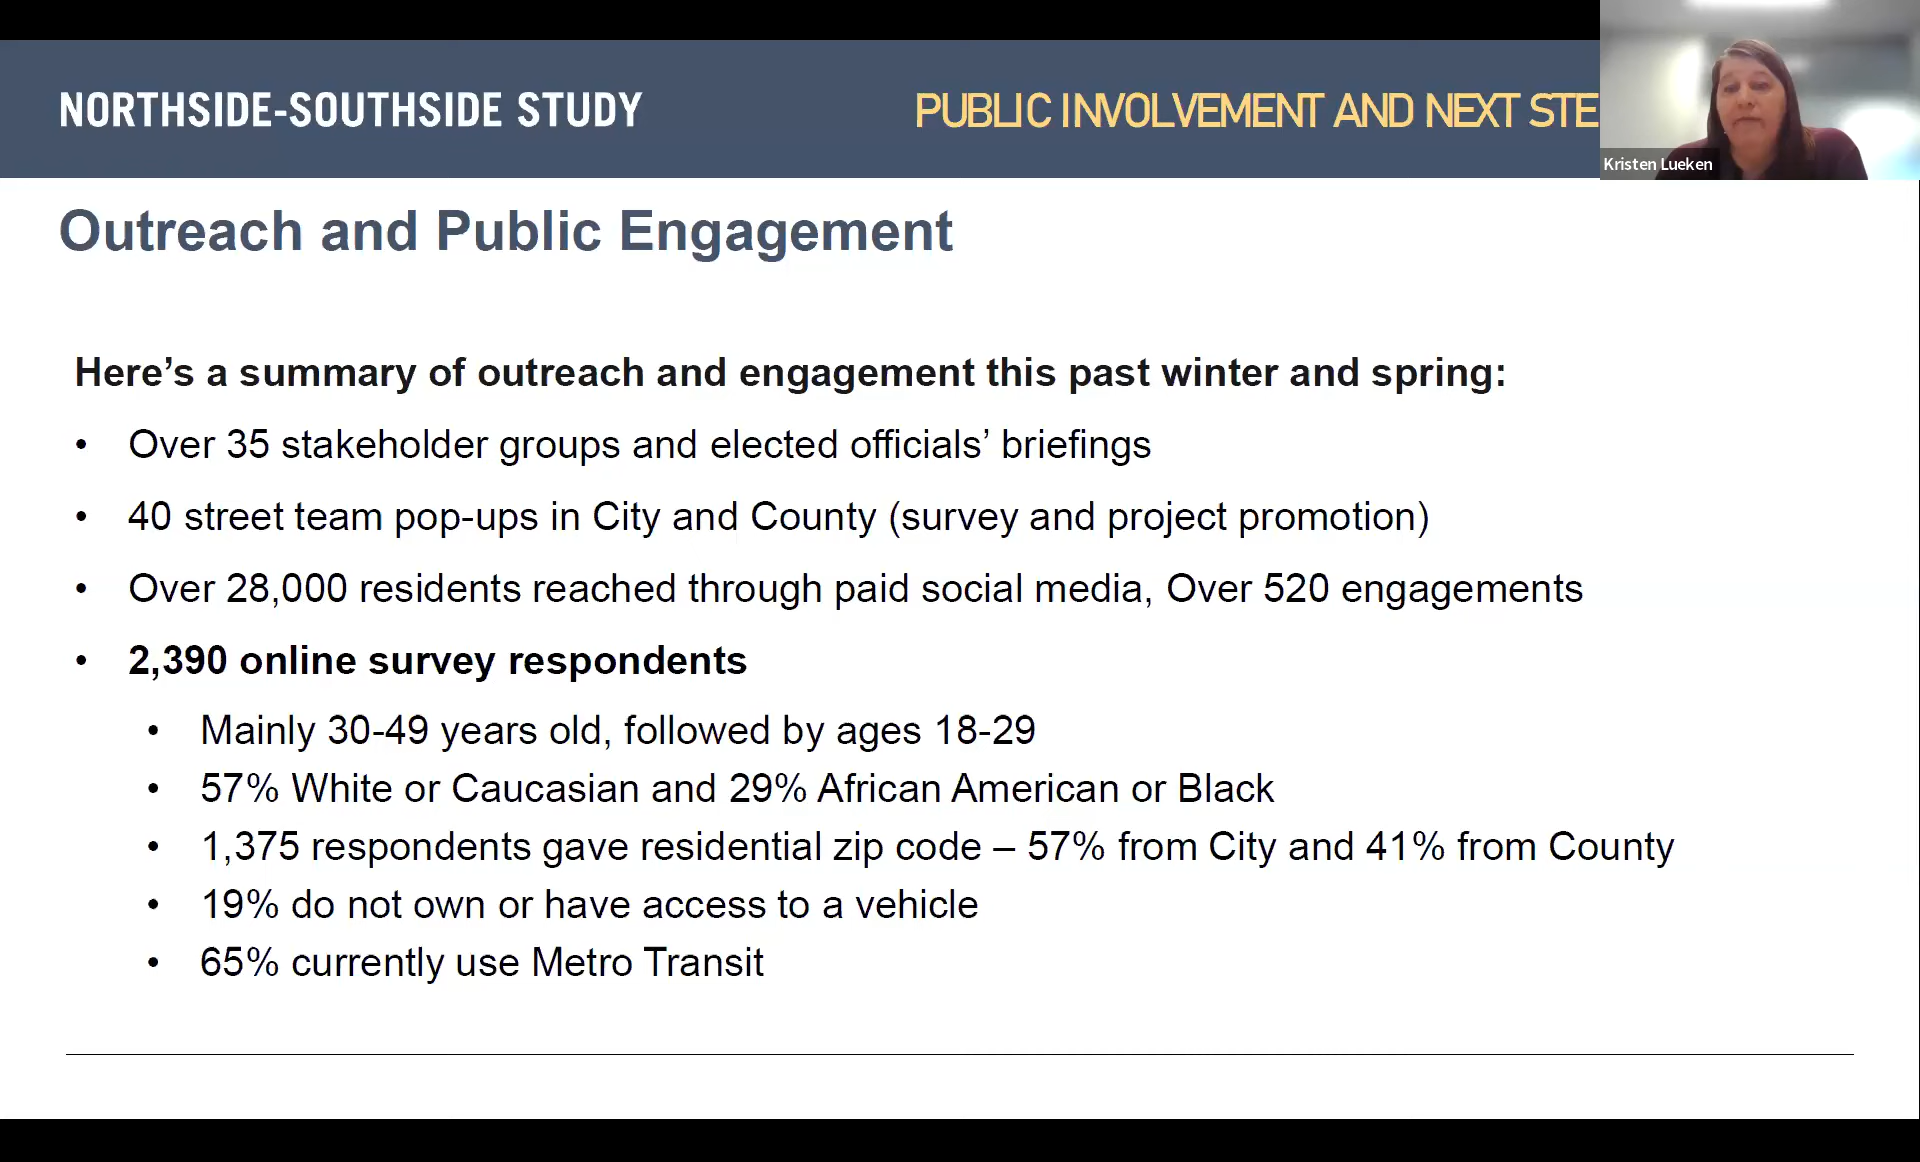 NORTHSIDE-SOUTHSIDE STUDY
PUBLIC INVOLVEMENT AND NEXT STE
Kristen Lueken
Outreach and Public Engagement
Here’s a summary of outreach and engagement this past winter and spring:
• Over 35 stakeholder groups and elected officials’ briefings
• 40 street team pop-ups in City and County (survey and project promotion)
• Over 28,000 residents reached through paid social media, Over 520 engagements
• 2,390 online survey respondents
• Mainly 30-49 years old, followed by ages 18-29
• 57% White or Caucasian and 29% African American or Black
• 1,375 respondents gave residential zip code – 57% from City and 41% from County
• 19% do not own or have access to a vehicle
• 65% currently use Metro Transit